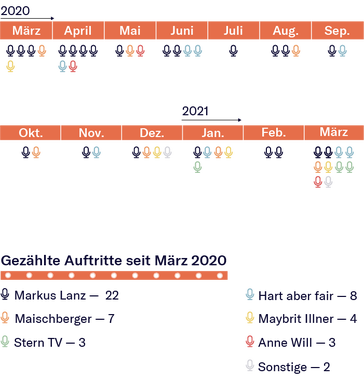 2020
März April Mai Juni Juli Aug. Sep.
2021
Okt. Nov. Dez. Jan. Feb. März
Gezählte Auftritte seit März 2020
Markus Lanz — 22
Hart aber fair — 8
Maischberger — 7
Maybrit Illner — 4
Stern TV — 3
Anne Will — 3
Sonstige — 2